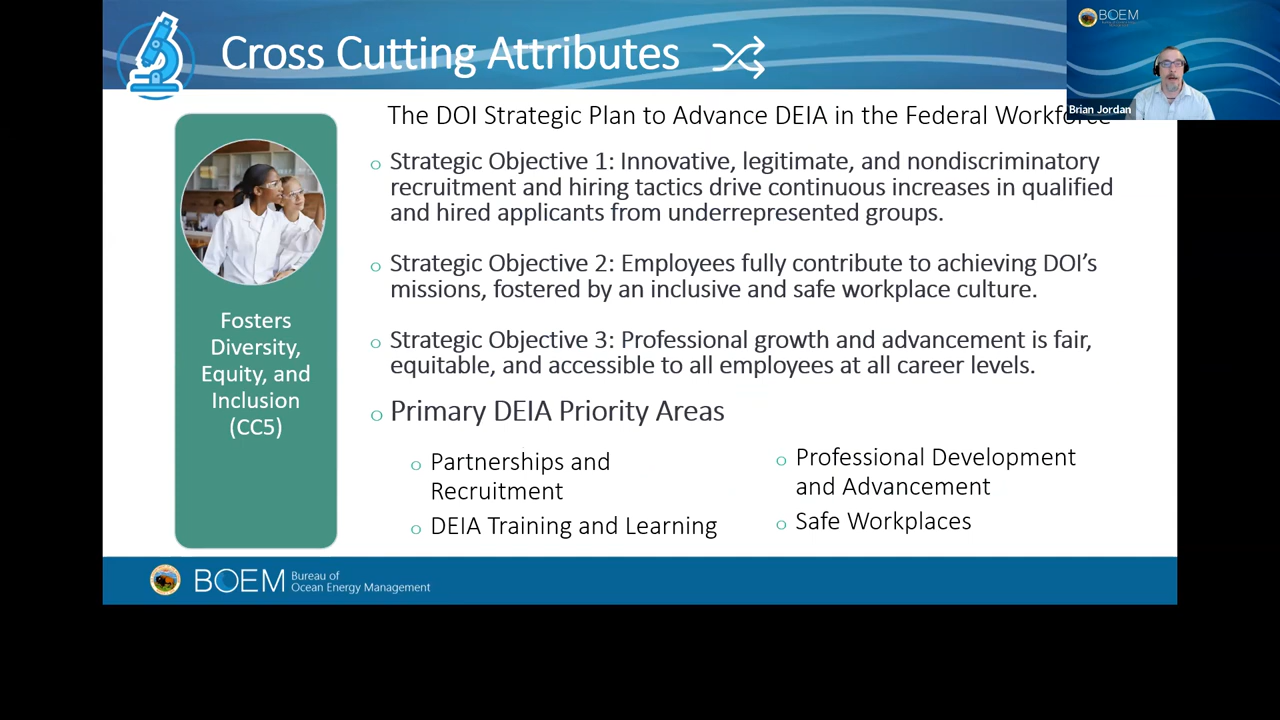 Cross Cutting Attributes
BOEM
Brian Jordan
The DOI Strategic Plan to Advance DEIA in the Federal Workforce
Fosters
Diversity,
Equity, and
Inclusion
(CC5)
o Strategic Objective 1: Innovative, legitimate, and nondiscriminatory
recruitment and hiring tactics drive continuous increases in qualified
and hired applicants from underrepresented groups.
o Strategic Objective 2: Employees fully contribute to achieving DOI’s
missions, fostered by an inclusive and safe workplace culture.
o Strategic Objective 3: Professional growth and advancement is fair,
equitable, and accessible to all employees at all career levels.
o Primary DEIA Priority Areas
o Partnerships and
Recruitment
o DEIA Training and Learning
o Professional Development
and Advancement
o Safe Workplaces
BOEM
Bureau of
Ocean Energy Management